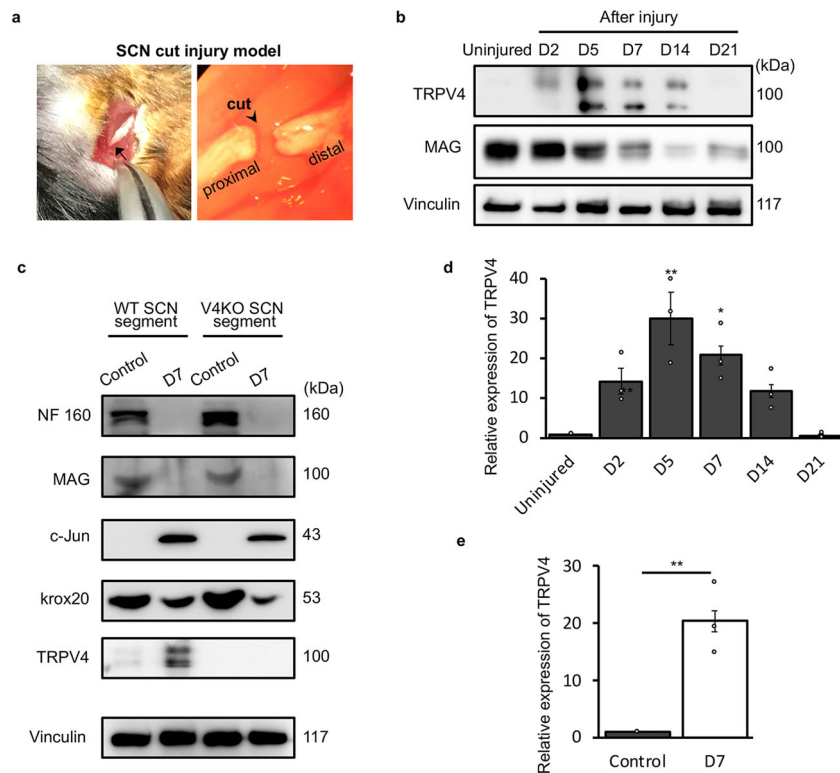 a
SCN cut injury model
cut
proximal
distal
b
After injury
Uninjured D2 D5 D7 D14 D21
(kDa)
TRPV4 100
MAG 100
Vinculin 117
c
WT SCN segment
V4KO SCN segment
Control D7 Control D7
(kDa)
NF 160 160
MAG 100
c-Jun 43
krox20 53
TRPV4 100
Vinculin 117
d
Relative expression of TRPV4
40
30
20
10
0
**
**
*
Uninjured D2 D5 D7 D14 D21
e
Relative expression of TRPV4
30
20
10
0
**
Control D7